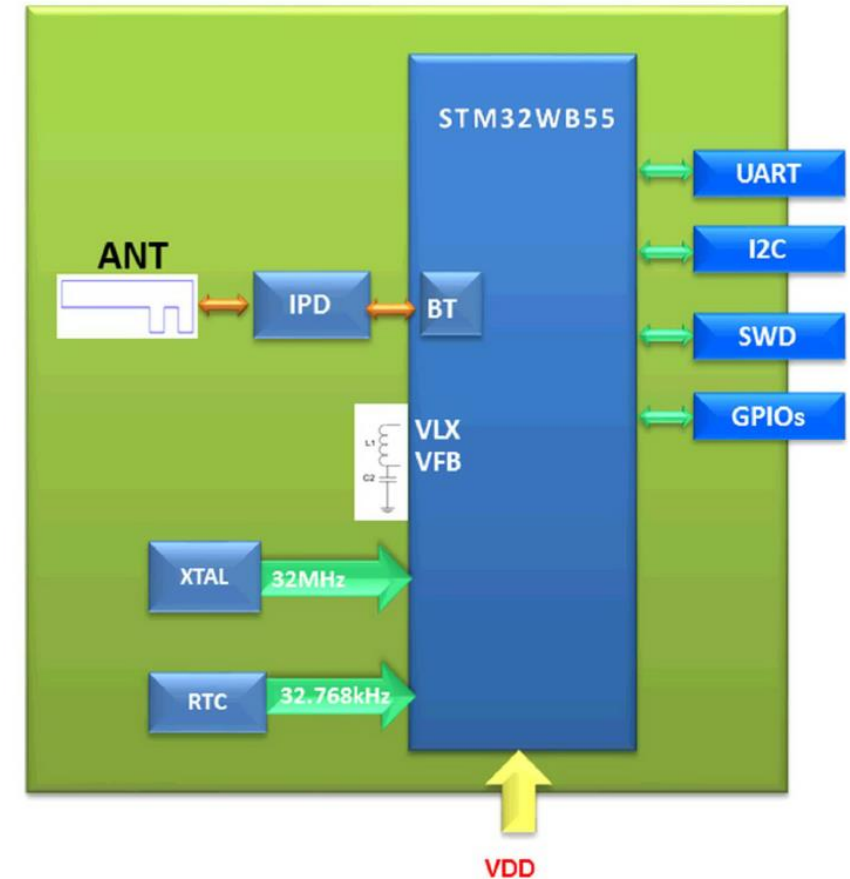 STM32WB55
UART
I2C
ANT
IPD
BT
SWD
GPIOs
L1
C2
VLX
VFB
XTAL
32MHz
RTC
32.768kHz
VDD